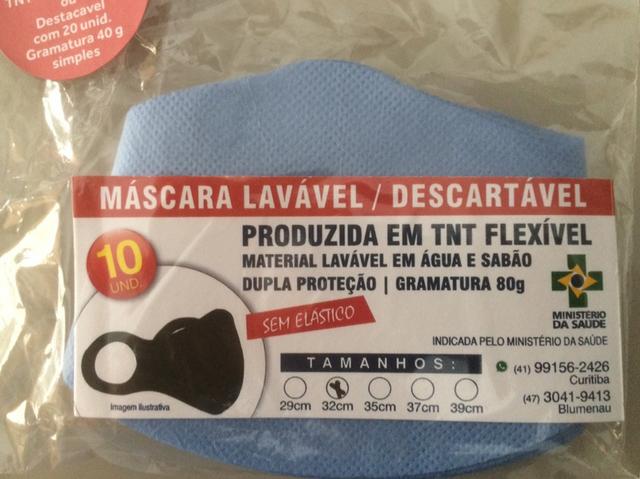 TNT
ou
Destacavel
com 20 unid.
Gramatura 40 g
simples
MÁSCARA LAVÁVEL / DESCARTÁVEL
10
UND.
PRODUZIDA EM TNT FLEXÍVEL
MATERIAL LAVÁVEL EM ÁGUA E SABÃO
DUPLA PROTEÇÃO | GRAMATURA 80g
SEM ELÁSTICO
MINISTÉRIO
DA SAÚDE
INDICADA PELO MINISTÉRIO DA SAÚDE
TAMANHOS:
29cm 32cm 35cm 37cm 39cm
(41) 99156-2426
Curitiba
(47) 3041-9413
Blumenau
Imagem ilustrativa